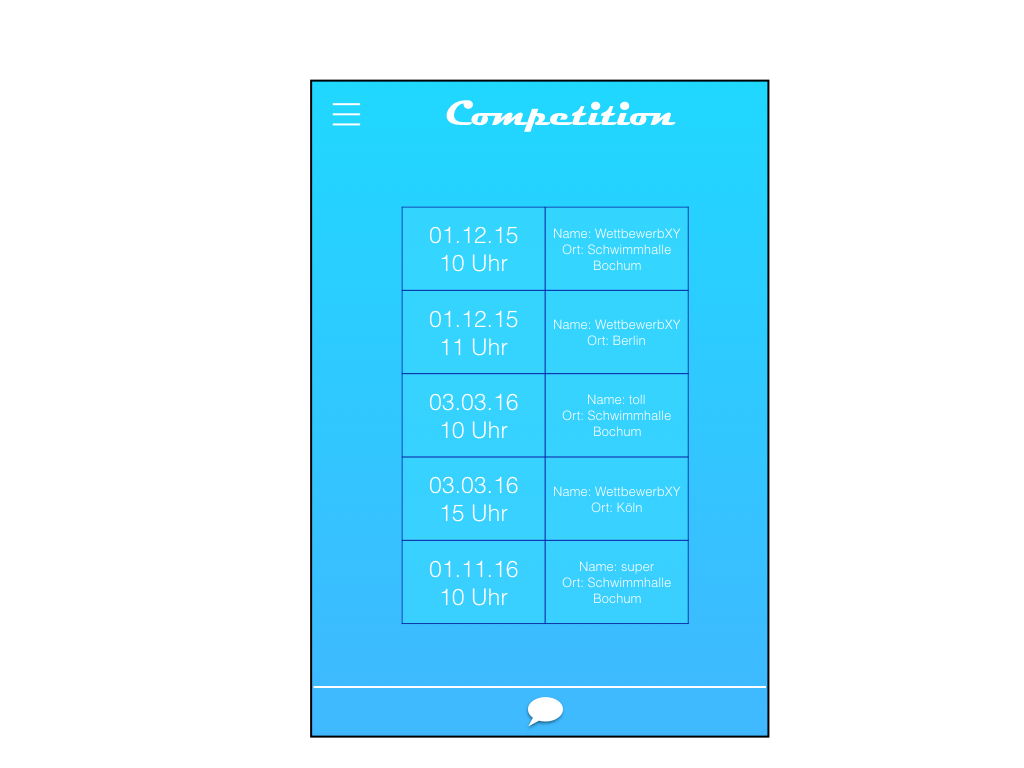 Competition
01.12.15
10 Uhr
Name: WettbewerbXY
Ort: Schwimmhalle
Bochum
01.12.15
11 Uhr
Name: WettbewerbXY
Ort: Berlin
03.03.16
10 Uhr
Name: toll
Ort: Schwimmhalle
Bochum
03.03.16
15 Uhr
Name: WettbewerbXY
Ort: Köln
01.11.16
10 Uhr
Name: super
Ort: Schwimmhalle
Bochum